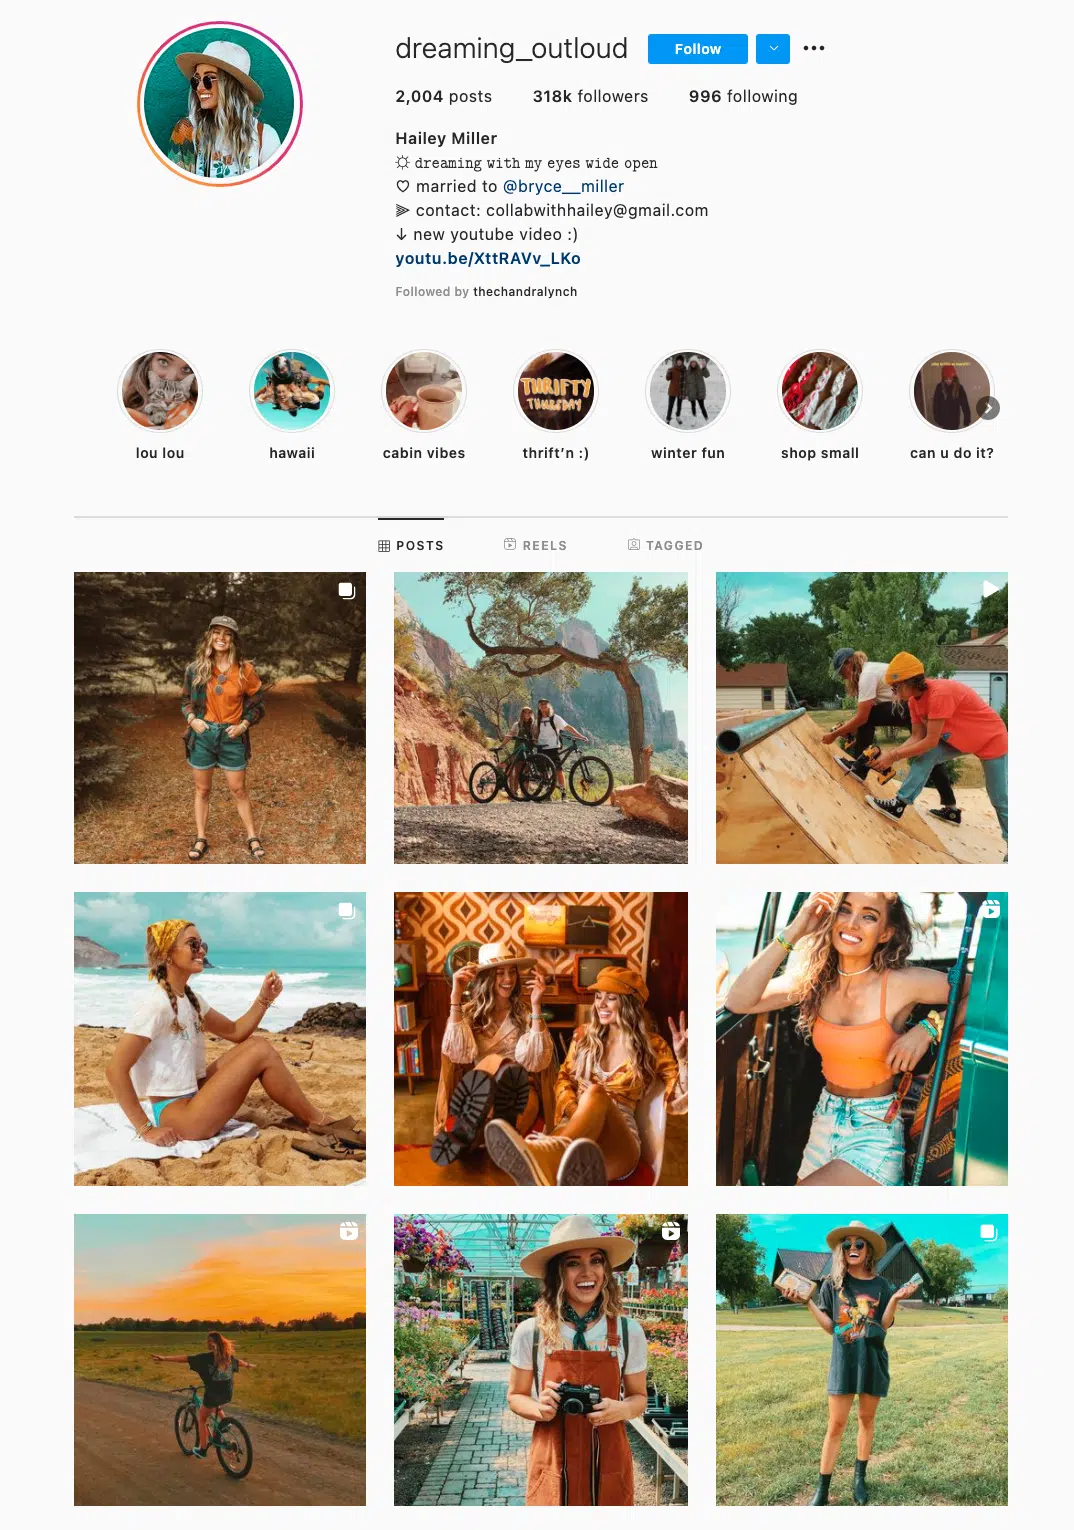 dreaming_outloud Follow
2,004 posts 318k followers 996 following
Hailey Miller
dreaming with my eyes wide open
married to @bryce__miller
contact: collabwithhailey@gmail.com
↓ new youtube video :)
youtu.be/XttRAVv_LKo
Followed by thechandralynch
THRIFTY
THURSDAY
lou lou hawaii cabin vibes thrift’n :) winter fun shop small can u do it?
POSTS REELS TAGGED